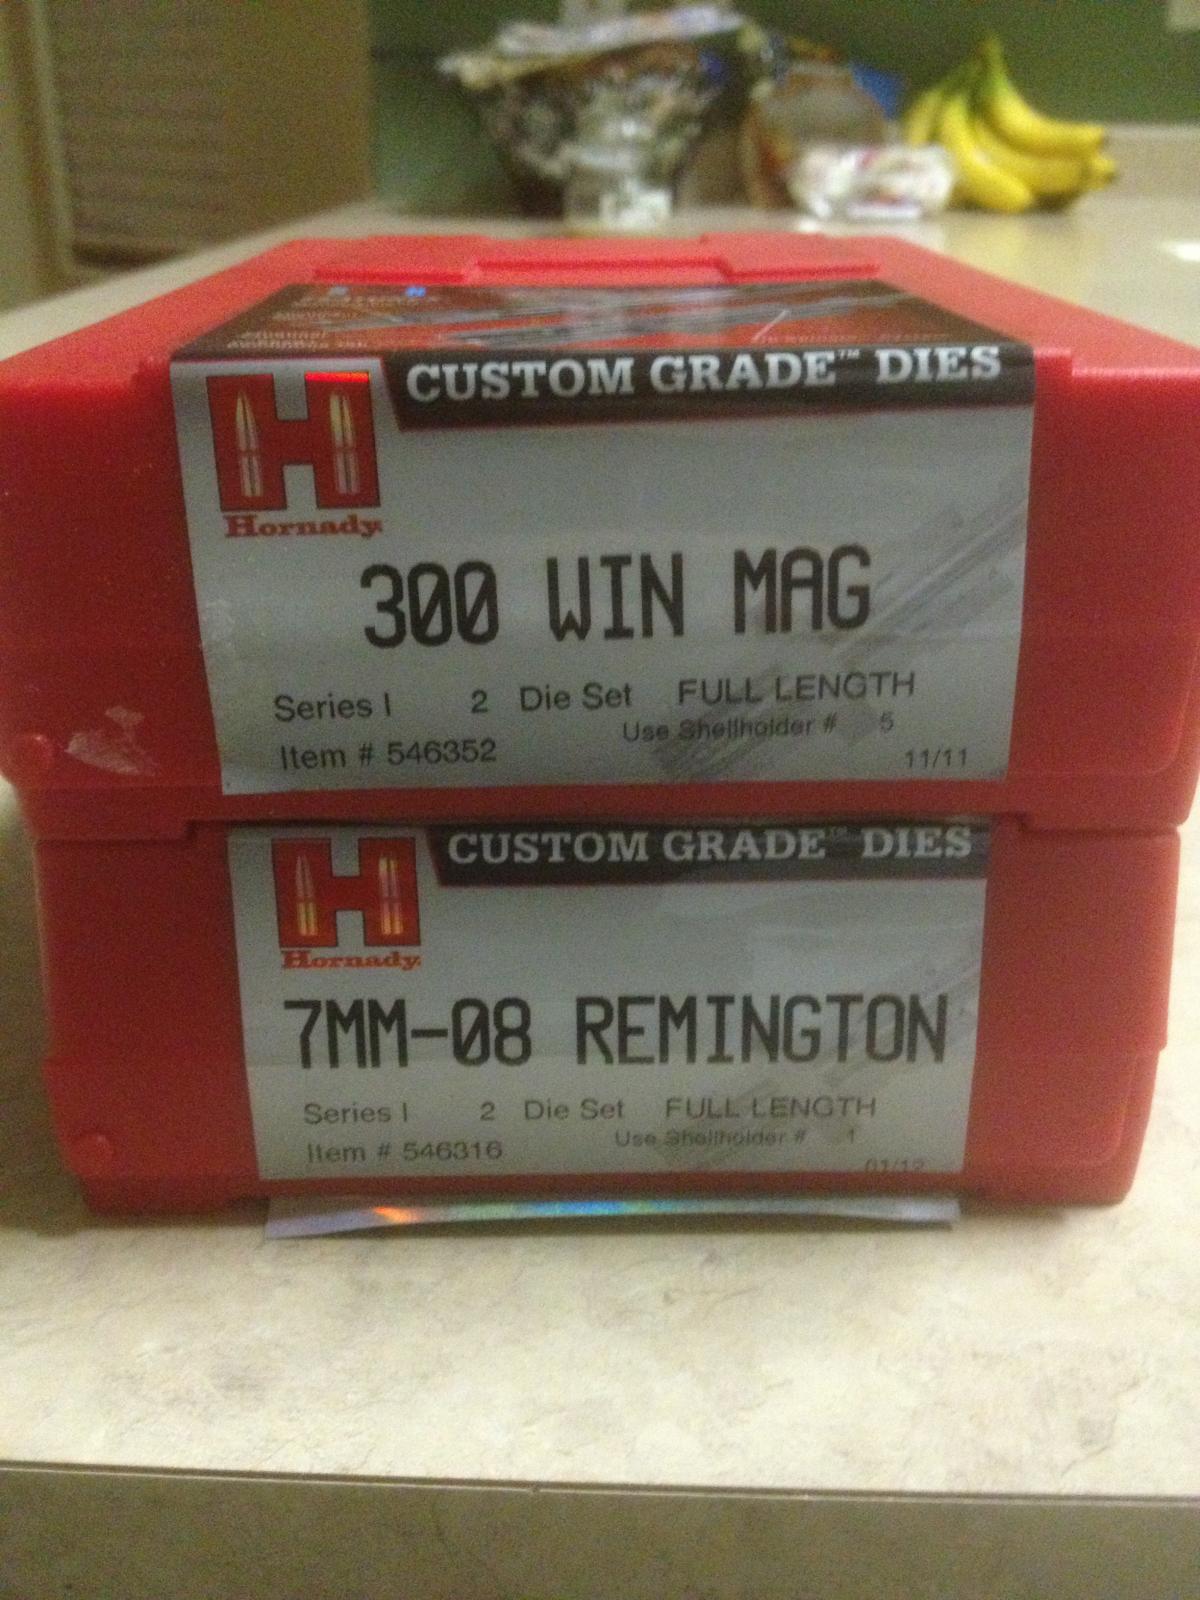 CUSTOM GRADE™ DIES
H
Hornady
300 WIN MAG
Series I 2 Die Set FULL LENGTH
Use Shellholder # 5
Item # 546352
11/11
CUSTOM GRADE™ DIES
H
Hornady
7MM-08 REMINGTON
Series I 2 Die Set FULL LENGTH
Use Shellholder # 1
Item # 546316
01/12